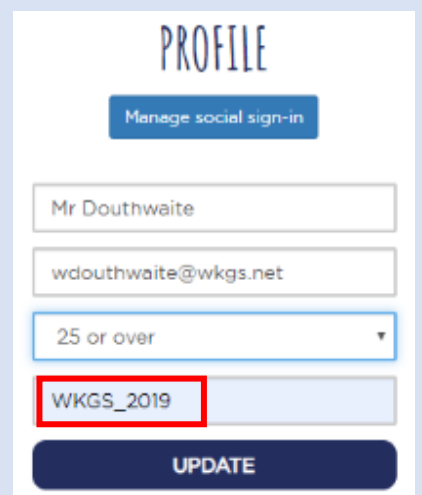 PROFILE
Manage social sign-in
Mr Douthwaite
wdouthwaite@wkgs.net
25 or over
WKGS_2019
UPDATE